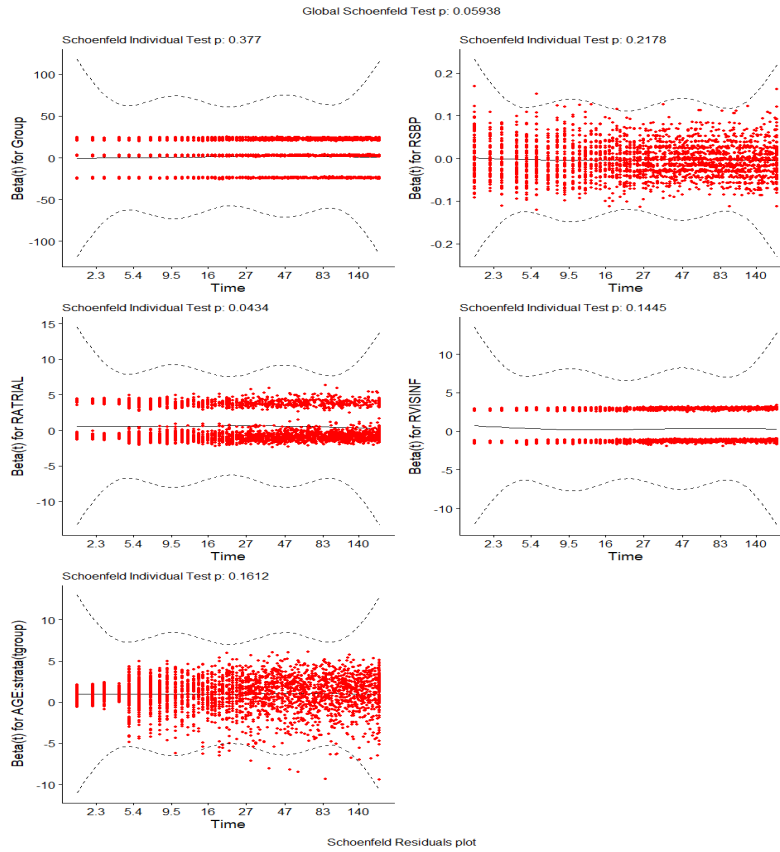 Global Schoenfeld Test p: 0.05938
Schoenfeld Individual Test p: 0.377
Beta(t) for Group
100
50
0
-50
-100
2.3 5.4 9.5 16 27 47 83 140
Time
Schoenfeld Individual Test p: 0.2178
Beta(t) for RSBP
0.2
0.1
0.0
-0.1
-0.2
2.3 5.4 9.5 16 27 47 83 140
Time
Schoenfeld Individual Test p: 0.0434
Beta(t) for RATRIAL
15
10
5
0
-5
-10
2.3 5.4 9.5 16 27 47 83 140
Time
Schoenfeld Individual Test p: 0.1445
Beta(t) for RVISINF
10
5
0
-5
-10
2.3 5.4 9.5 16 27 47 83 140
Time
Schoenfeld Individual Test p: 0.1612
Beta(t) for AGE:strata(tgroup)
10
5
0
-5
-10
2.3 5.4 9.5 16 27 47 83 140
Time
Schoenfeld Residuals plot